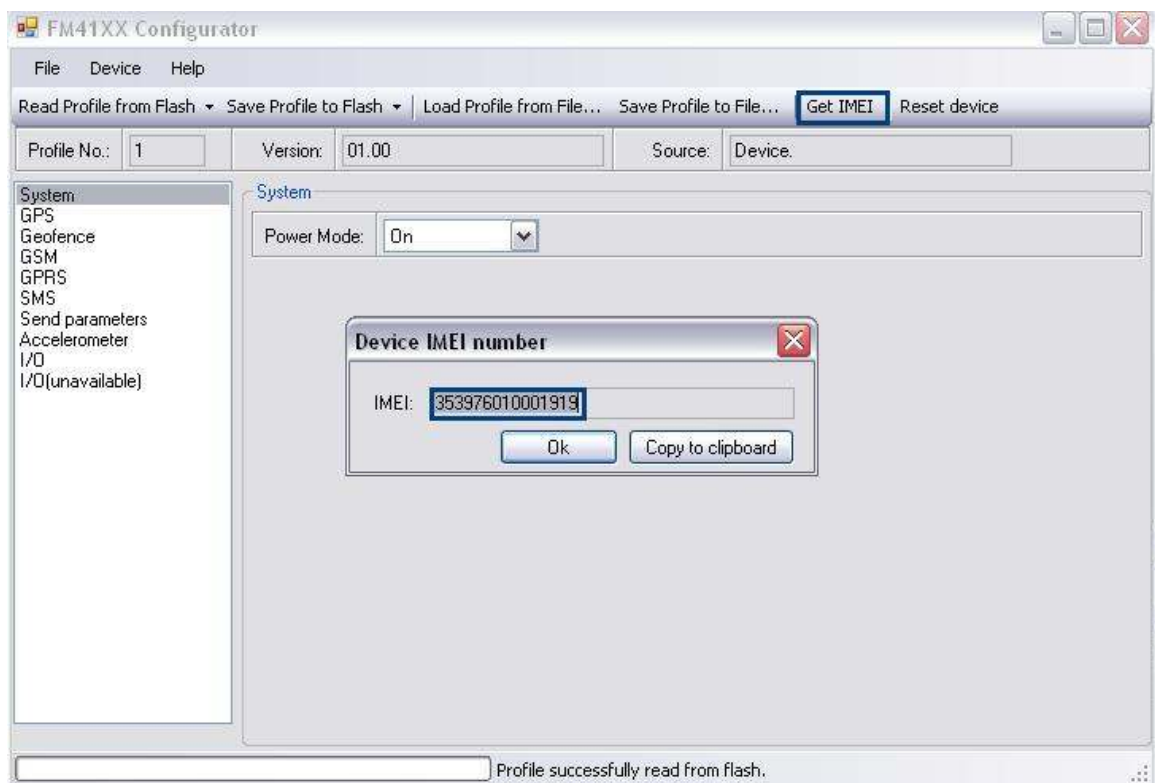 FM41XX Configurator
File Device Help
Read Profile from Flash Save Profile to Flash Load Profile from File... Save Profile to File... Get IMEI Reset device
Profile No.: 1 Version: 01.00 Source: Device.
System
GPS
Geofence
GSM
GPRS
SMS
Send parameters
Accelerometer
I/O
I/O(unavailable)
System
Power Mode: On
Device IMEI number
IMEI: 353976010001919
Ok Copy to clipboard
Profile successfully read from flash.